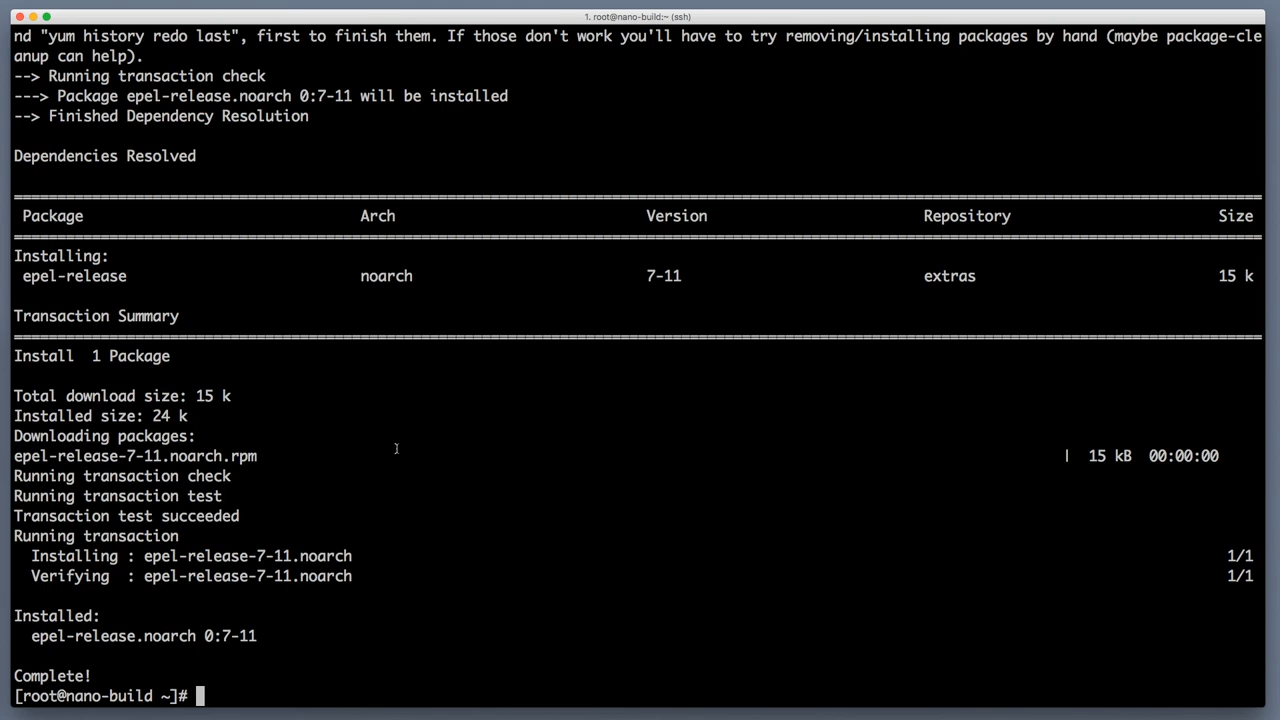 1. root@nano-build:~ (ssh)
nd "yum history redo last", first to finish them. If those don't work you'll have to try removing/installing packages by hand (maybe package-cle
anup can help).
--> Running transaction check
---> Package epel-release.noarch 0:7-11 will be installed
--> Finished Dependency Resolution
Dependencies Resolved
Package Arch Version Repository Size
Installing:
epel-release noarch 7-11 extras 15 k
Transaction Summary
Install 1 Package
Total download size: 15 k
Installed size: 24 k
Downloading packages:
epel-release-7-11.noarch.rpm | 15 kB 00:00:00
Running transaction check
Running transaction test
Transaction test succeeded
Running transaction
Installing : epel-release-7-11.noarch 1/1
Verifying : epel-release-7-11.noarch 1/1
Installed:
epel-release.noarch 0:7-11
Complete!
[root@nano-build ~]#